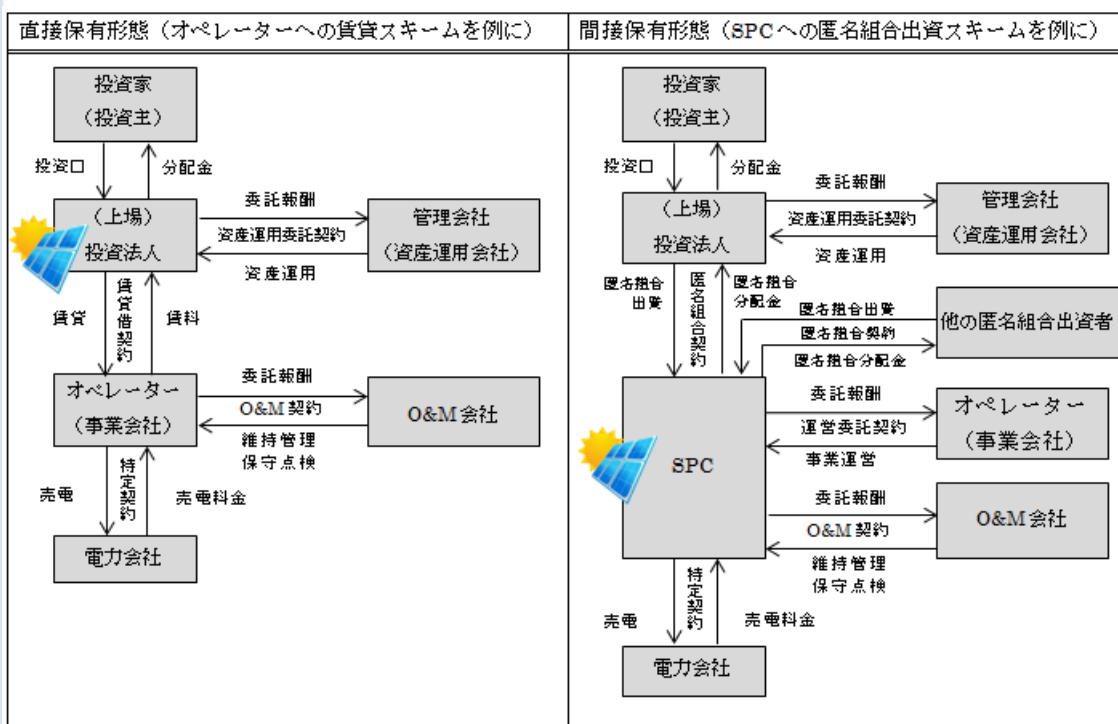 直接保有形態（オペレーターへの賃貸スキームを例に）
投資家
（投資主）
投資口
分配金
（上場）
投資法人
委託報酬
資産運用委託契約
資産運用
管理会社
（資産運用会社）
賃貸
賃貸借契約
賃料
オペレーター
（事業会社）
委託報酬
O&M 契約
維持管理
保守点検
O&M 会社
売電
特定契約
売電料金
電力会社
間接保有形態（SPC への匿名組合出資スキームを例に）
投資家
（投資主）
投資口
分配金
（上場）
投資法人
委託報酬
資産運用委託契約
資産運用
管理会社
（資産運用会社）
匿名組合
出資
匿名組合契約
匿名組合
分配金
匿名組合出資
匿名組合契約
匿名組合分配金
他の匿名組合出資者
SPC
委託報酬
運営委託契約
事業運営
オペレーター
（事業会社）
委託報酬
O&M 契約
維持管理
保守点検
O&M 会社
売電
特定契約
売電料金
電力会社